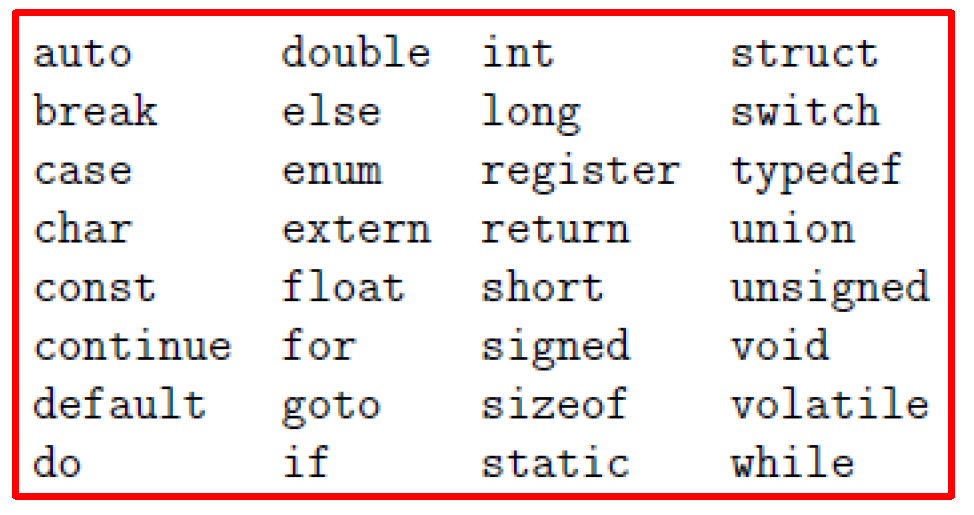 auto double int struct
break else long switch
case enum register typedef
char extern return union
const float short unsigned
continue for signed void
default goto sizeof volatile
do if static while